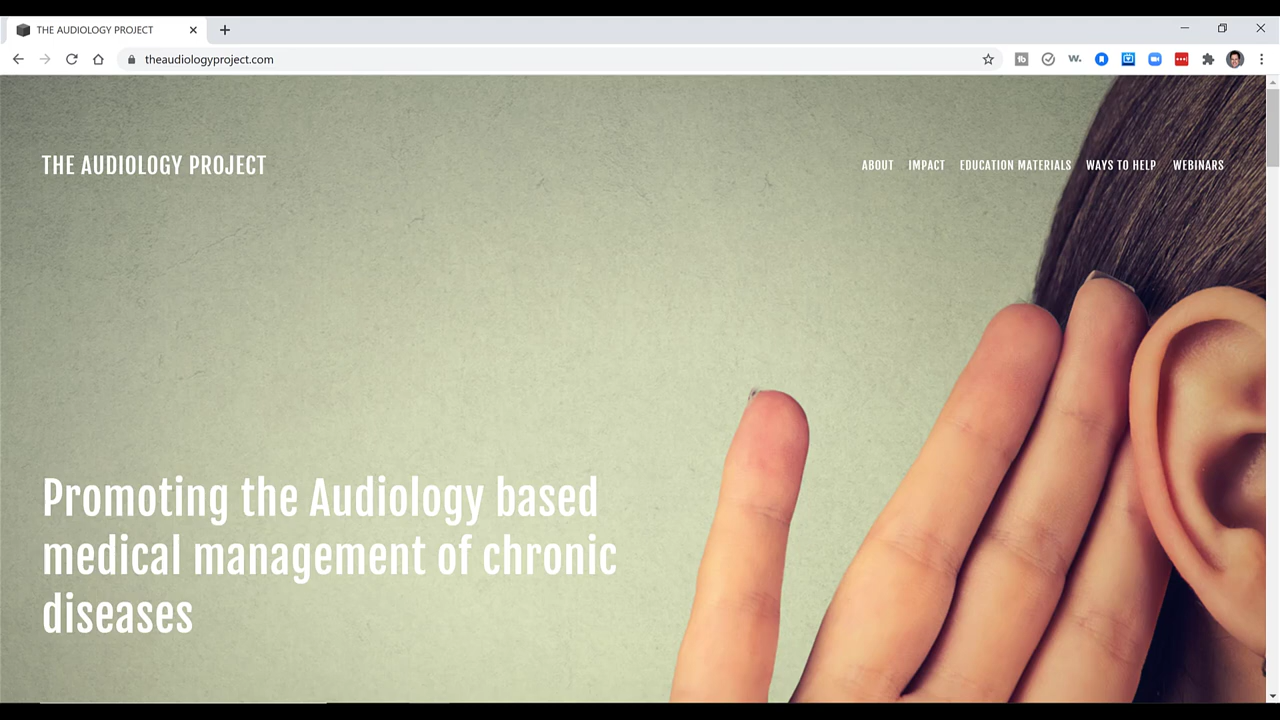 THE AUDIOLOGY PROJECT
theaudiologyproject.com
THE AUDIOLOGY PROJECT
ABOUT IMPACT EDUCATION MATERIALS WAYS TO HELP WEBINARS
Promoting the Audiology based
medical management of chronic
diseases